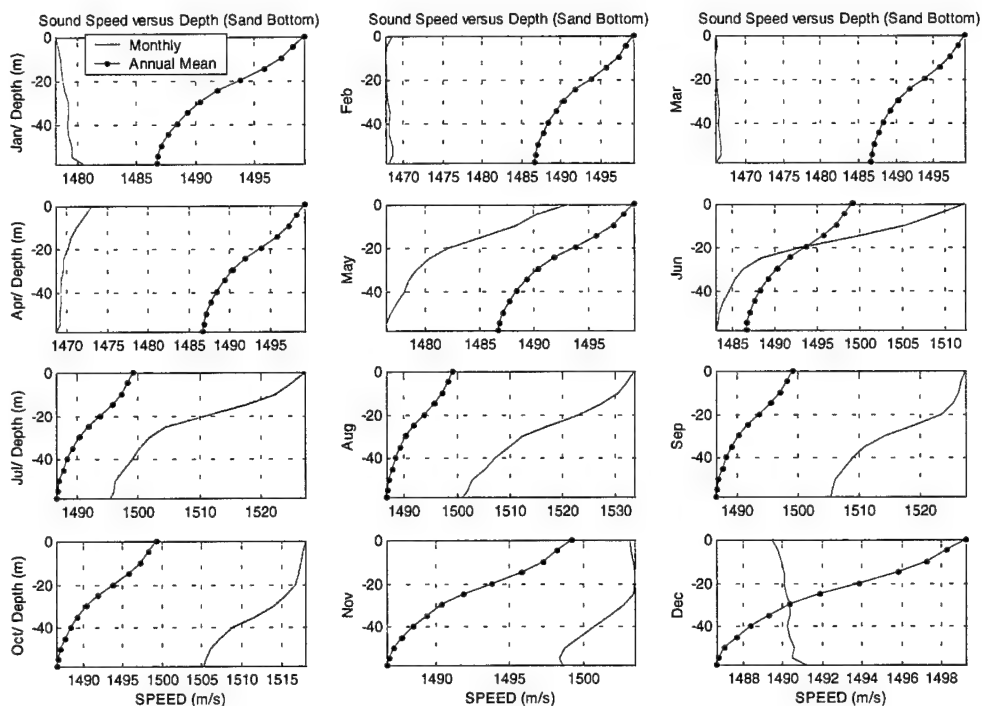 Sound Speed versus Depth (Sand Bottom)
Sound Speed versus Depth (Sand Bottom)
Sound Speed versus Depth (Sand Bottom)
Monthly
Annual Mean
Jan/ Depth (m)
0
-20
-40
1480 1485 1490 1495
Feb
0
-20
-40
1470 1475 1480 1485 1490 1495
Mar
0
-20
-40
1470 1475 1480 1485 1490 1495
Apr/ Depth (m)
0
-20
-40
1470 1475 1480 1485 1490 1495
May
0
-20
-40
1480 1485 1490 1495
Jun
0
-20
-40
1485 1490 1495 1500 1505 1510
Jul/ Depth (m)
0
-20
-40
1490 1500 1510 1520
Aug
0
-20
-40
1490 1500 1510 1520 1530
Sep
0
-20
-40
1490 1500 1510 1520
Oct/ Depth (m)
0
-20
-40
1490 1495 1500 1505 1510 1515
SPEED (m/s)
Nov
0
-20
-40
1490 1495 1500
SPEED (m/s)
Dec
0
-20
-40
1488 1490 1492 1494 1496 1498
SPEED (m/s)